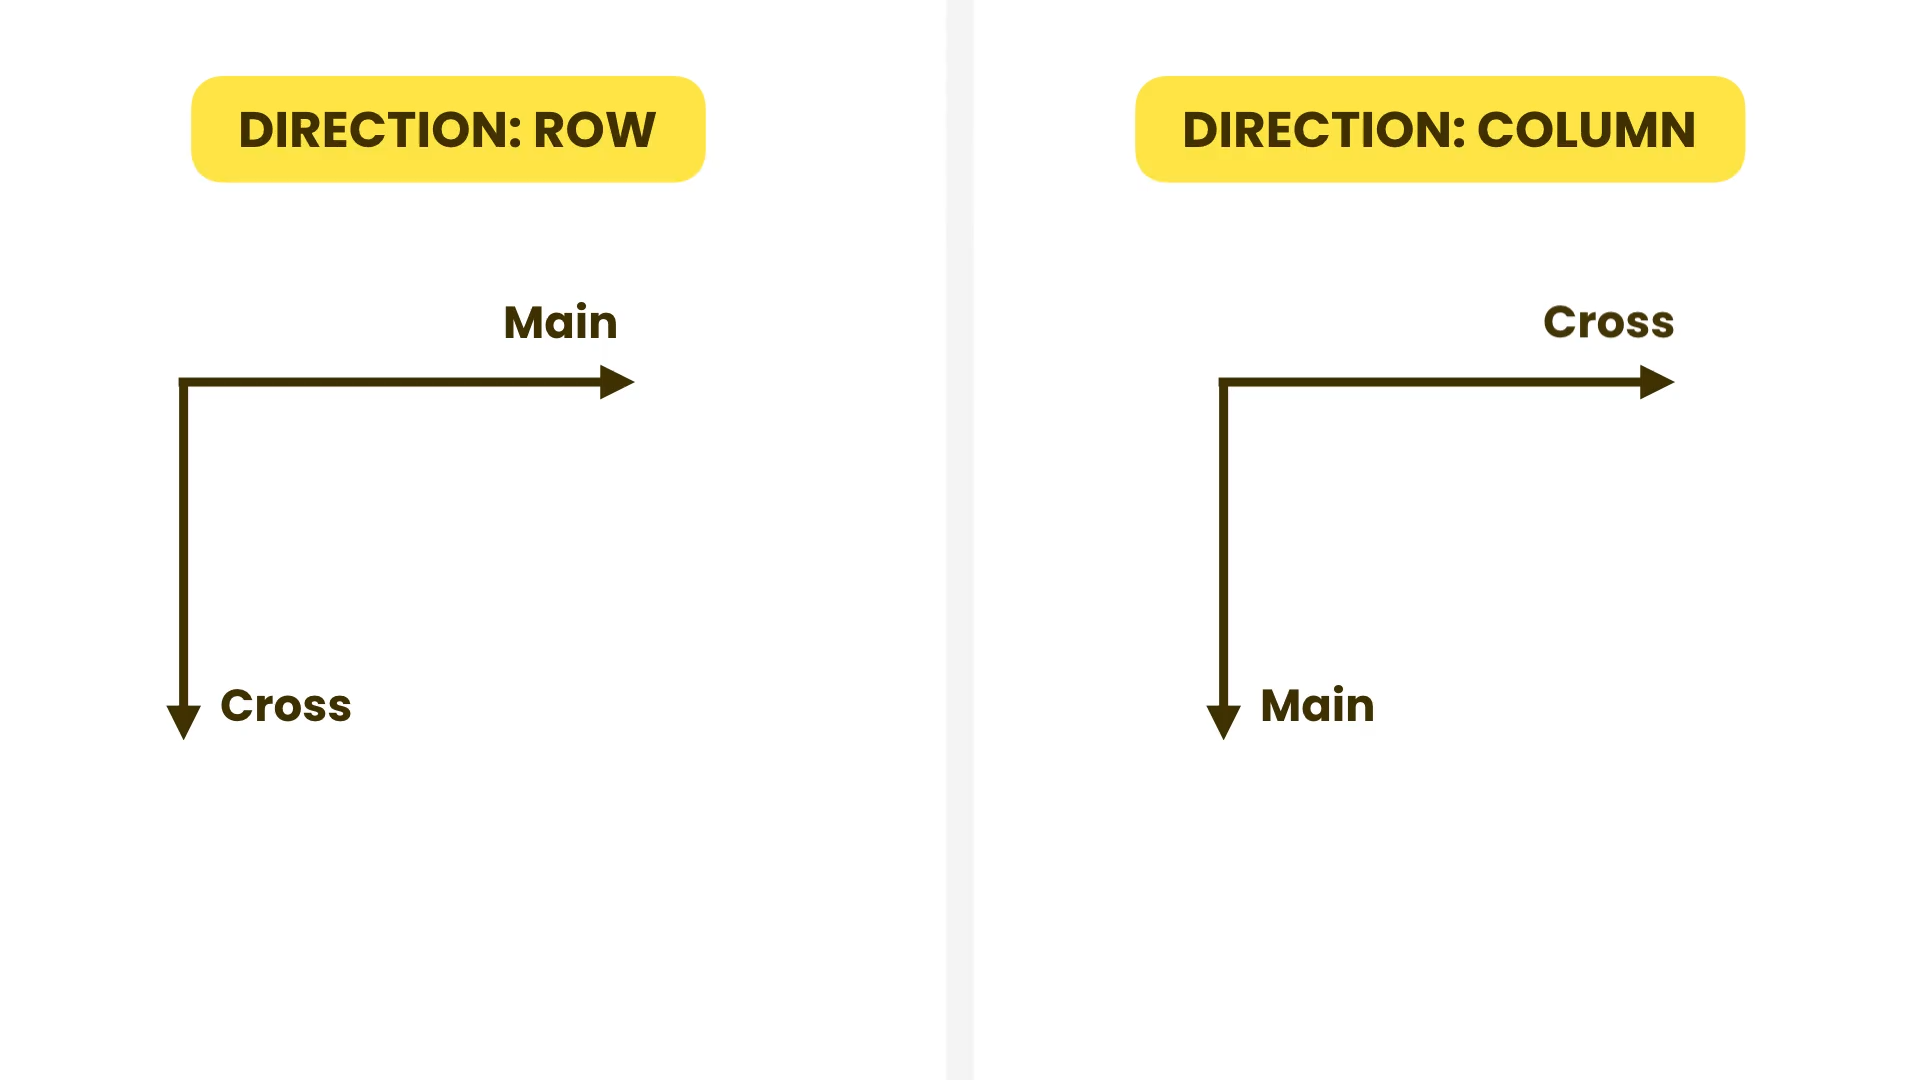 DIRECTION: ROW
Main
Cross
DIRECTION: COLUMN
Cross
Main